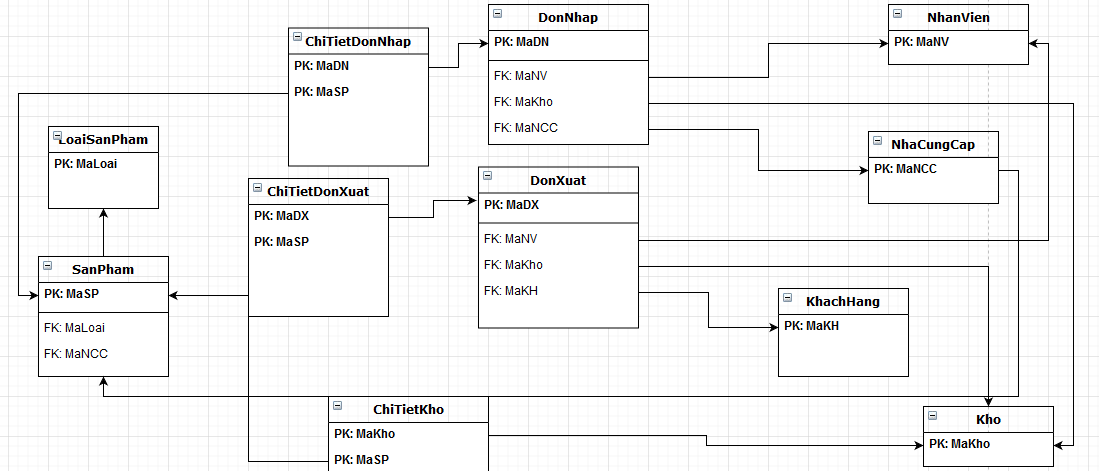 ChiTietDonNhap
PK: MaDN
PK: MaSP
DonNhap
PK: MaDN
FK: MaNV
FK: MaKho
FK: MaNCC
NhanVien
PK: MaNV
LoaiSanPham
PK: MaLoai
NhaCungCap
PK: MaNCC
ChiTietDonXuat
PK: MaDX
PK: MaSP
DonXuat
PK: MaDX
FK: MaNV
FK: MaKho
FK: MaKH
SanPham
PK: MaSP
FK: MaLoai
FK: MaNCC
KhachHang
PK: MaKH
ChiTietKho
PK: MaKho
PK: MaSP
Kho
PK: MaKho